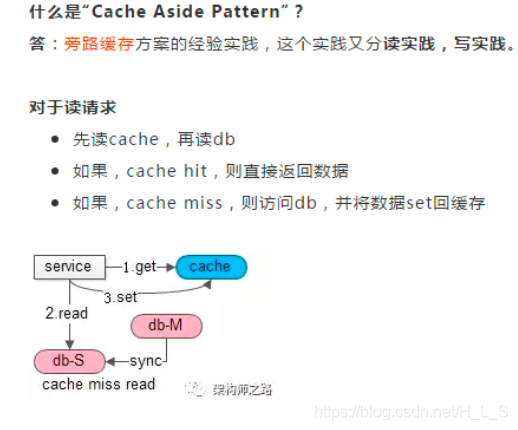 什么是“Cache Aside Pattern”？
答：旁路缓存方案的经验实践，这个实践又分读实践，写实践。
对于读请求
• 先读cache，再读db
• 如果，cache hit，则直接返回数据
• 如果，cache miss，则访问db，并将数据set回缓存
service
1.get
cache
3.set
2.read
db-M
db-S
sync
cache miss read
架构师之路
https://blog.csdn.net/H_L_S